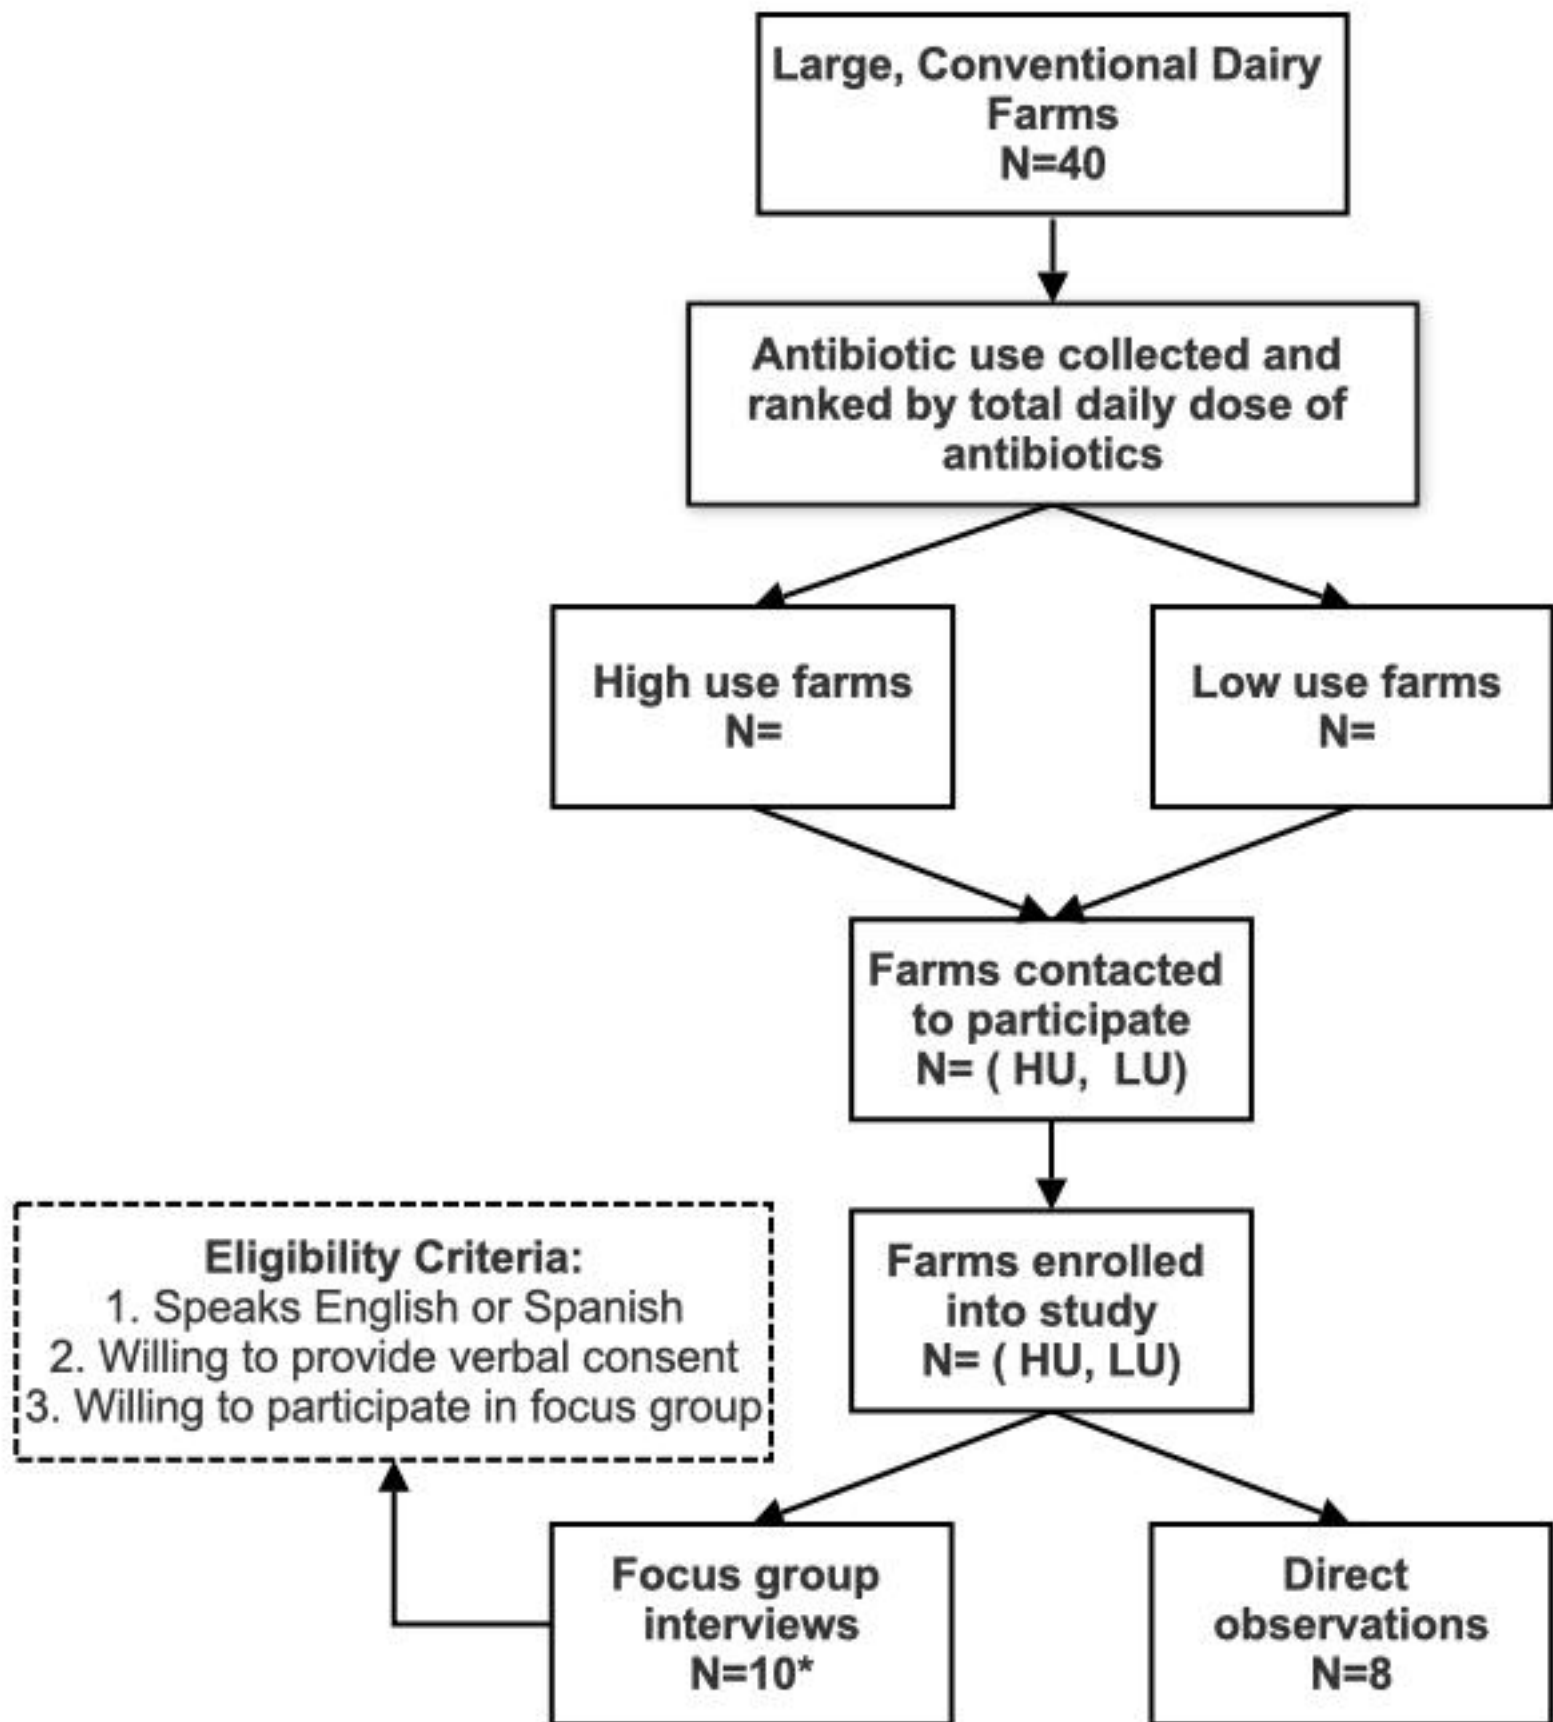 Large, Conventional Dairy
Farms
N=40
Antibiotic use collected and
ranked by total daily dose of
antibiotics
High use farms
N=
Low use farms
N=
Farms contacted
to participate
N= ( HU, LU)
Farms enrolled
into study
N= ( HU, LU)
Eligibility Criteria:
1. Speaks English or Spanish
2. Willing to provide verbal consent
3. Willing to participate in focus group
Focus group
interviews
N=10*
Direct
observations
N=8